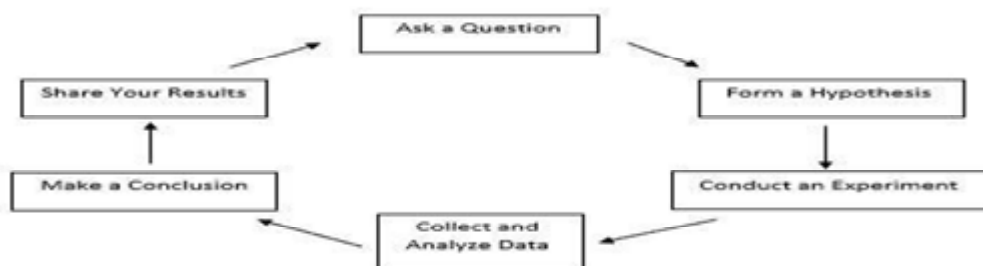 Ask a Question
Share Your Results
Form a Hypothesis
Make a Conclusion
Conduct an Experiment
Collect and
Analyze Data